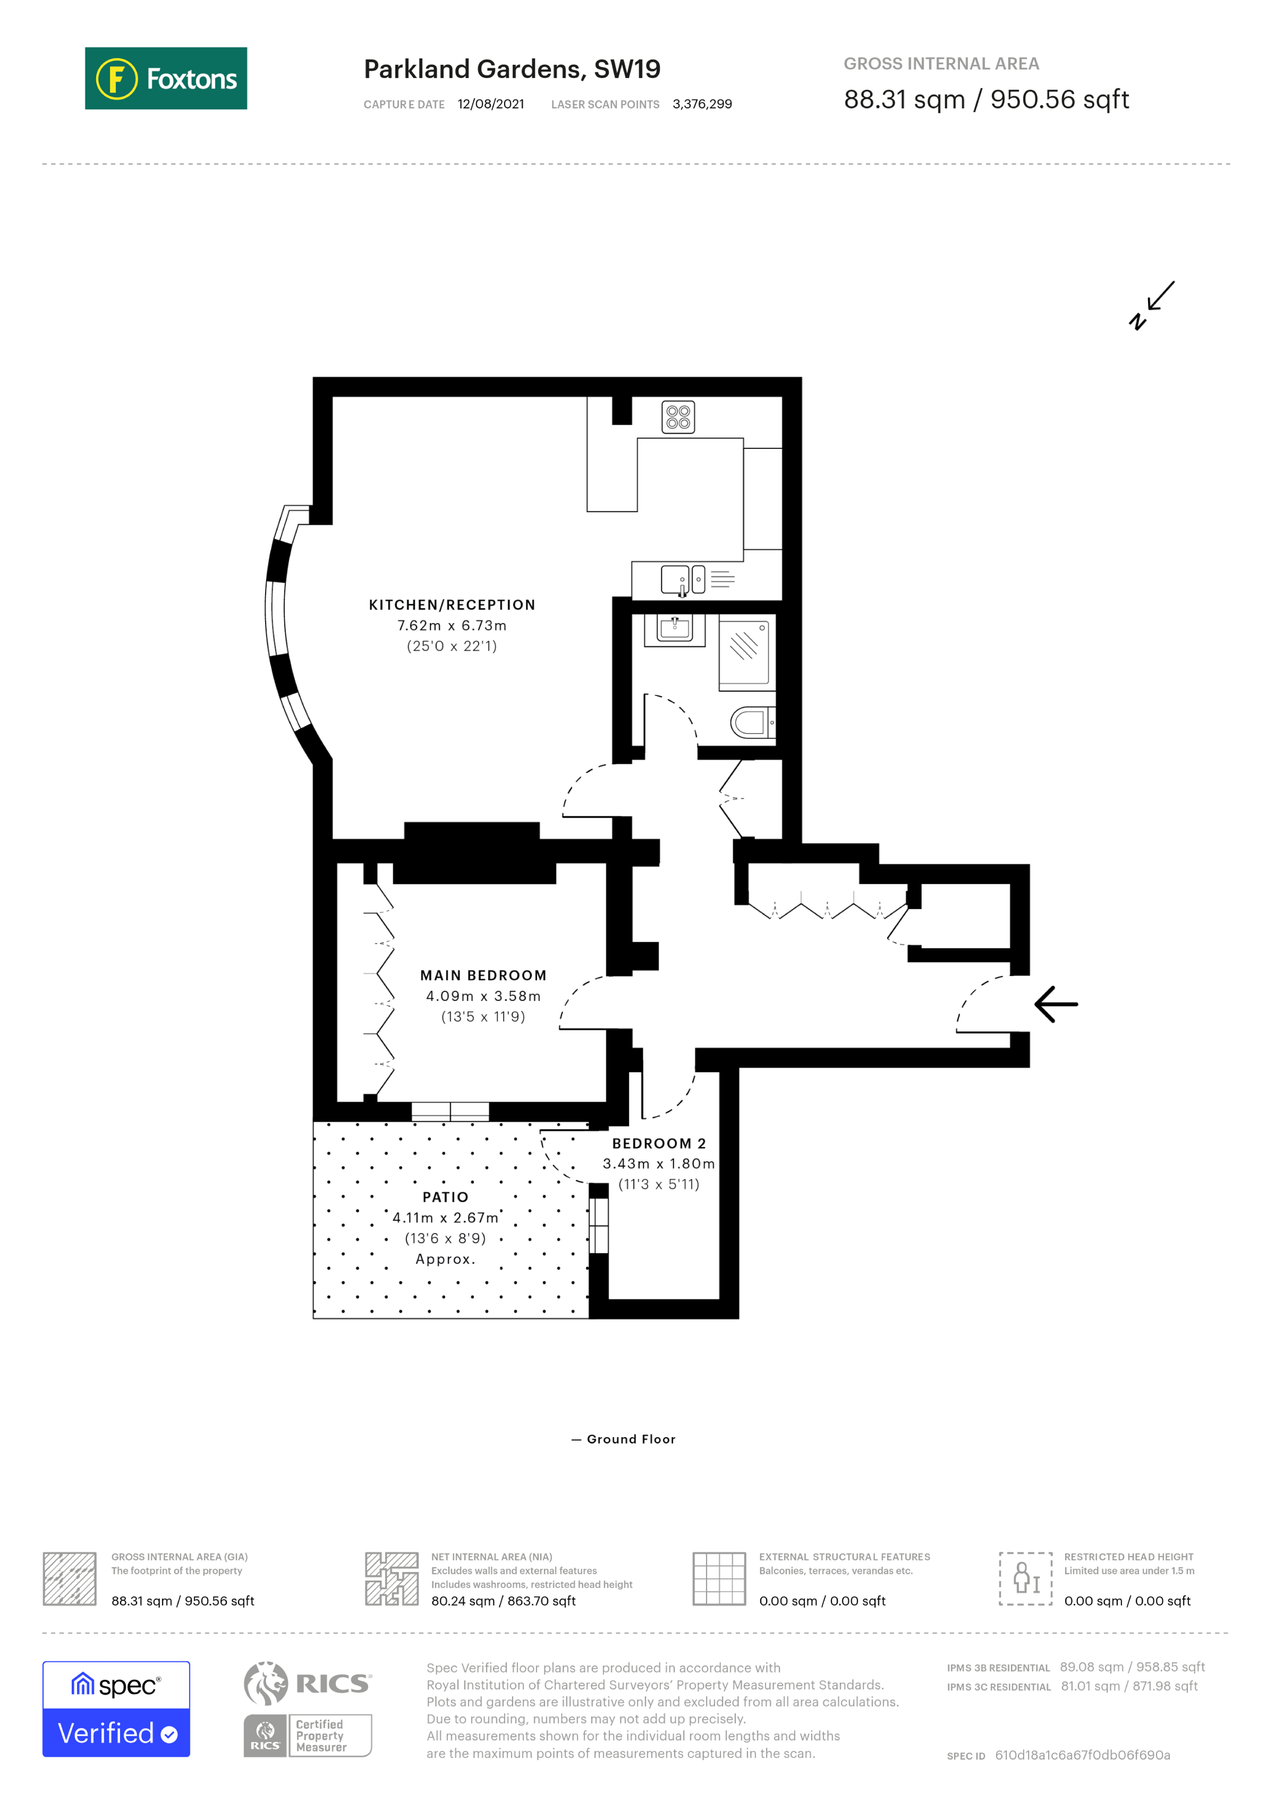 Foxtons
Parkland Gardens, SW19
CAPTURE DATE 12/08/2021 LASER SCAN POINTS 3,376,299
GROSS INTERNAL AREA
88.31 sqm / 950.56 sqft
N
KITCHEN/RECEPTION
7.62m x 6.73m
(25'0 x 22'1)
MAIN BEDROOM
4.09m x 3.58m
(13'5 x 11'9)
BEDROOM 2
3.43m x 1.80m
(11'3 x 5'11)
PATIO
4.11m x 2.67m
(13'6 x 8'9)
Approx.
— Ground Floor
GROSS INTERNAL AREA (GIA)
The footprint of the property
88.31 sqm / 950.56 sqft
NET INTERNAL AREA (NIA)
Excludes walls and external features
Includes washrooms, restricted head height
80.24 sqm / 863.70 sqft
EXTERNAL STRUCTURAL FEATURES
Balconies, terraces, verandas etc.
0.00 sqm / 0.00 sqft
RESTRICTED HEAD HEIGHT
Limited use area under 1.5 m
0.00 sqm / 0.00 sqft
spec®
Verified
RICS®
RICS
Certified
Property
Measurer
Spec Verified floor plans are produced in accordance with
Royal Institution of Chartered Surveyors' Property Measurement Standards.
Plots and gardens are illustrative only and excluded from all area calculations.
Due to rounding, numbers may not add up precisely.
All measurements shown for the individual room lengths and widths
are the maximum points of measurements captured in the scan.
IPMS 3B RESIDENTIAL 89.08 sqm / 958.85 sqft
IPMS 3C RESIDENTIAL 81.01 sqm / 871.98 sqft
SPEC ID 610d18a1c6a67f0db06f690a